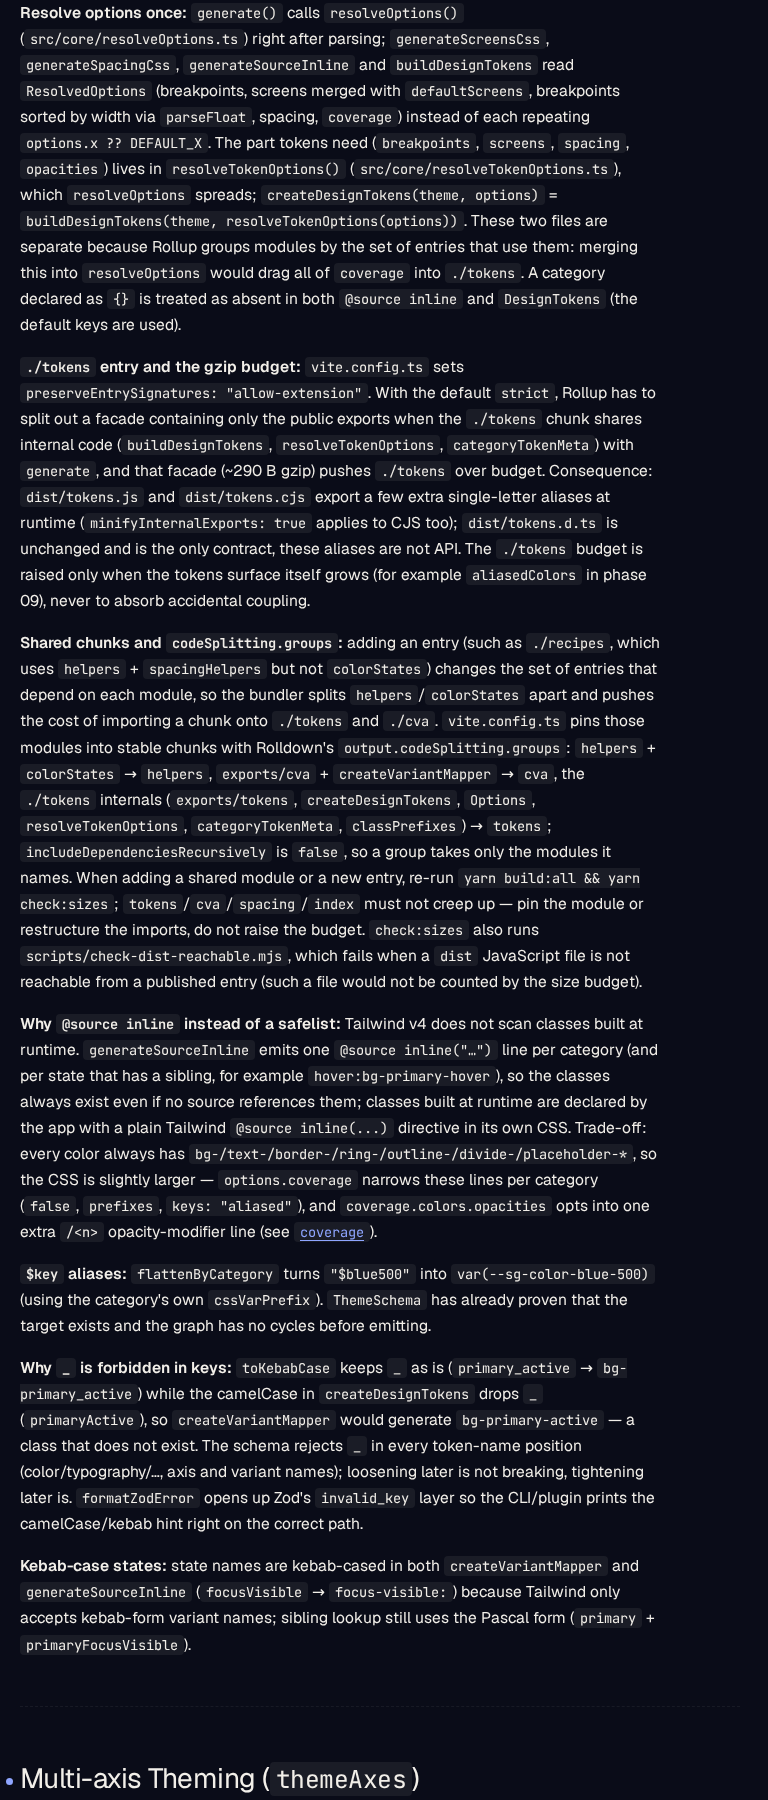 Resolve options once: generate() calls resolveOptions()
(src/core/resolveOptions.ts) right after parsing; generateScreensCss,
generateSpacingCss, generateSourceInline and buildDesignTokens read
ResolvedOptions (breakpoints, screens merged with defaultScreens, breakpoints
sorted by width via parseFloat, spacing, coverage) instead of each repeating
options.x ?? DEFAULT_X. The part tokens need (breakpoints, screens, spacing,
opacities) lives in resolveTokenOptions() (src/core/resolveTokenOptions.ts),
which resolveOptions spreads; createDesignTokens(theme, options) =
buildDesignTokens(theme, resolveTokenOptions(options)). These two files are
separate because Rollup groups modules by the set of entries that use them: merging
this into resolveOptions would drag all of coverage into ./tokens. A category
declared as {} is treated as absent in both @source inline and DesignTokens (the
default keys are used).
./tokens entry and the gzip budget: vite.config.ts sets
preserveEntrySignatures: "allow-extension". With the default strict, Rollup has to
split out a facade containing only the public exports when the ./tokens chunk shares
internal code (buildDesignTokens, resolveTokenOptions, categoryTokenMeta) with
generate, and that facade (~290 B gzip) pushes ./tokens over budget. Consequence:
dist/tokens.js and dist/tokens.cjs export a few extra single-letter aliases at
runtime (minifyInternalExports: true applies to CJS too); dist/tokens.d.ts is
unchanged and is the only contract, these aliases are not API. The ./tokens budget is
raised only when the tokens surface itself grows (for example aliasedColors in phase
09), never to absorb accidental coupling.
Shared chunks and codeSplitting.groups: adding an entry (such as ./recipes, which
uses helpers + spacingHelpers but not colorStates) changes the set of entries that
depend on each module, so the bundler splits helpers/colorStates apart and pushes
the cost of importing a chunk onto ./tokens and ./cva. vite.config.ts pins those
modules into stable chunks with Rolldown's output.codeSplitting.groups: helpers +
colorStates → helpers, exports/cva + createVariantMapper → cva, the
./tokens internals (exports/tokens, createDesignTokens, Options,
resolveTokenOptions, categoryTokenMeta, classPrefixes) → tokens;
includeDependenciesRecursively is false, so a group takes only the modules it
names. When adding a shared module or a new entry, re-run yarn build:all && yarn
check:sizes; tokens/cva/spacing/index must not creep up — pin the module or
restructure the imports, do not raise the budget. check:sizes also runs
scripts/check-dist-reachable.mjs, which fails when a dist JavaScript file is not
reachable from a published entry (such a file would not be counted by the size budget).
Why @source inline instead of a safelist: Tailwind v4 does not scan classes built at
runtime. generateSourceInline emits one @source inline("…") line per category (and
per state that has a sibling, for example hover:bg-primary-hover), so the classes
always exist even if no source references them; classes built at runtime are declared by
the app with a plain Tailwind @source inline(...) directive in its own CSS. Trade-off:
every color always has bg-/text-/border-/ring-/outline-/divide-/placeholder-*, so
the CSS is slightly larger — options.coverage narrows these lines per category
(false, prefixes, keys: "aliased"), and coverage.colors.opacities opts into one
extra /<n> opacity-modifier line (see coverage).
$key aliases: flattenByCategory turns "$blue500" into var(--sg-color-blue-500)
(using the category's own cssVarPrefix). ThemeSchema has already proven that the
target exists and the graph has no cycles before emitting.
Why _ is forbidden in keys: toKebabCase keeps _ as is (primary_active → bg-
primary_active) while the camelCase in createDesignTokens drops _
(primaryActive), so createVariantMapper would generate bg-primary-active — a
class that does not exist. The schema rejects _ in every token-name position
(color/typography/…, axis and variant names); loosening later is not breaking, tightening
later is. formatZodError opens up Zod's invalid_key layer so the CLI/plugin prints the
camelCase/kebab hint right on the correct path.
Kebab-case states: state names are kebab-cased in both createVariantMapper and
generateSourceInline (focusVisible → focus-visible:) because Tailwind only
accepts kebab-form variant names; sibling lookup still uses the Pascal form (primary +
primaryFocusVisible).
Multi-axis Theming (themeAxes)